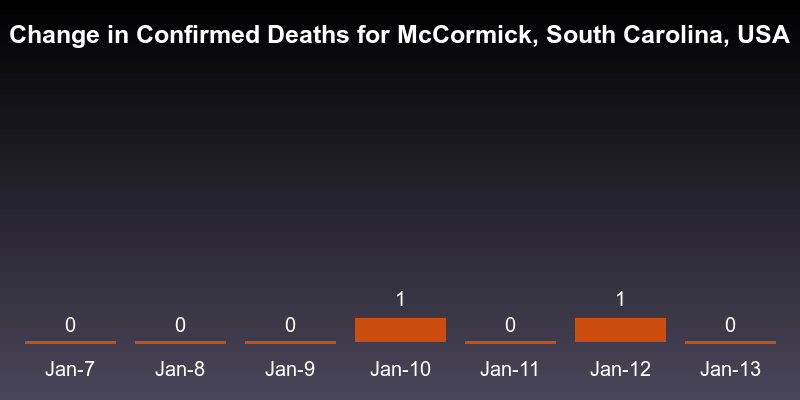 Change in Confirmed Deaths for McCormick, South Carolina, USA
0 0 0 1 0 1 0
Jan-7 Jan-8 Jan-9 Jan-10 Jan-11 Jan-12 Jan-13